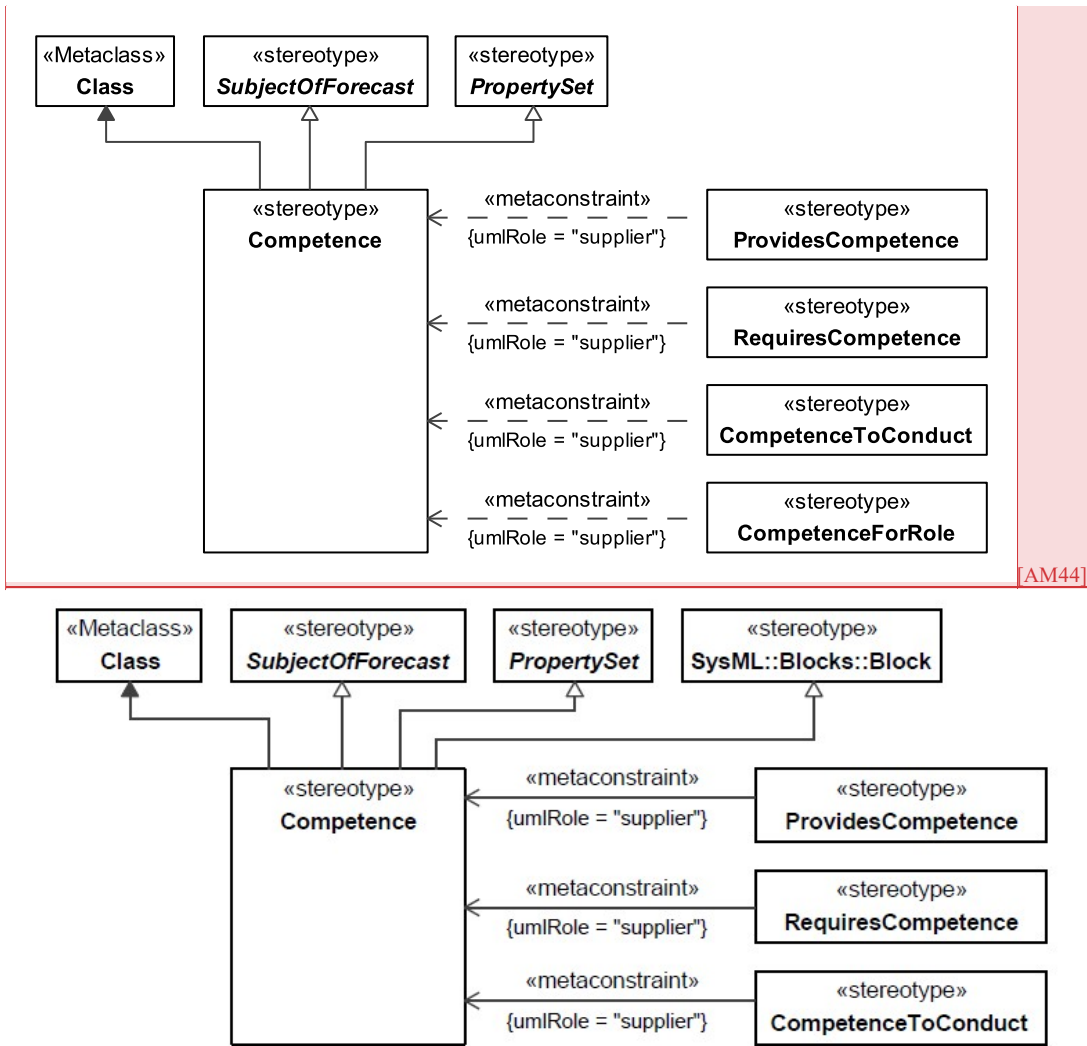 «Metaclass»
Class
«stereotype»
SubjectOfForecast
«stereotype»
PropertySet
«stereotype»
Competence
«metaconstraint»
{umlRole = "supplier"}
«stereotype»
ProvidesCompetence
«metaconstraint»
{umlRole = "supplier"}
«stereotype»
RequiresCompetence
«metaconstraint»
{umlRole = "supplier"}
«stereotype»
CompetenceToConduct
«metaconstraint»
{umlRole = "supplier"}
«stereotype»
CompetenceForRole
[AM44]
«Metaclass»
Class
«stereotype»
SubjectOfForecast
«stereotype»
PropertySet
«stereotype»
SysML::Blocks::Block
«stereotype»
Competence
«metaconstraint»
{umlRole = "supplier"}
«stereotype»
ProvidesCompetence
«metaconstraint»
{umlRole = "supplier"}
«stereotype»
RequiresCompetence
«metaconstraint»
{umlRole = "supplier"}
«stereotype»
CompetenceToConduct